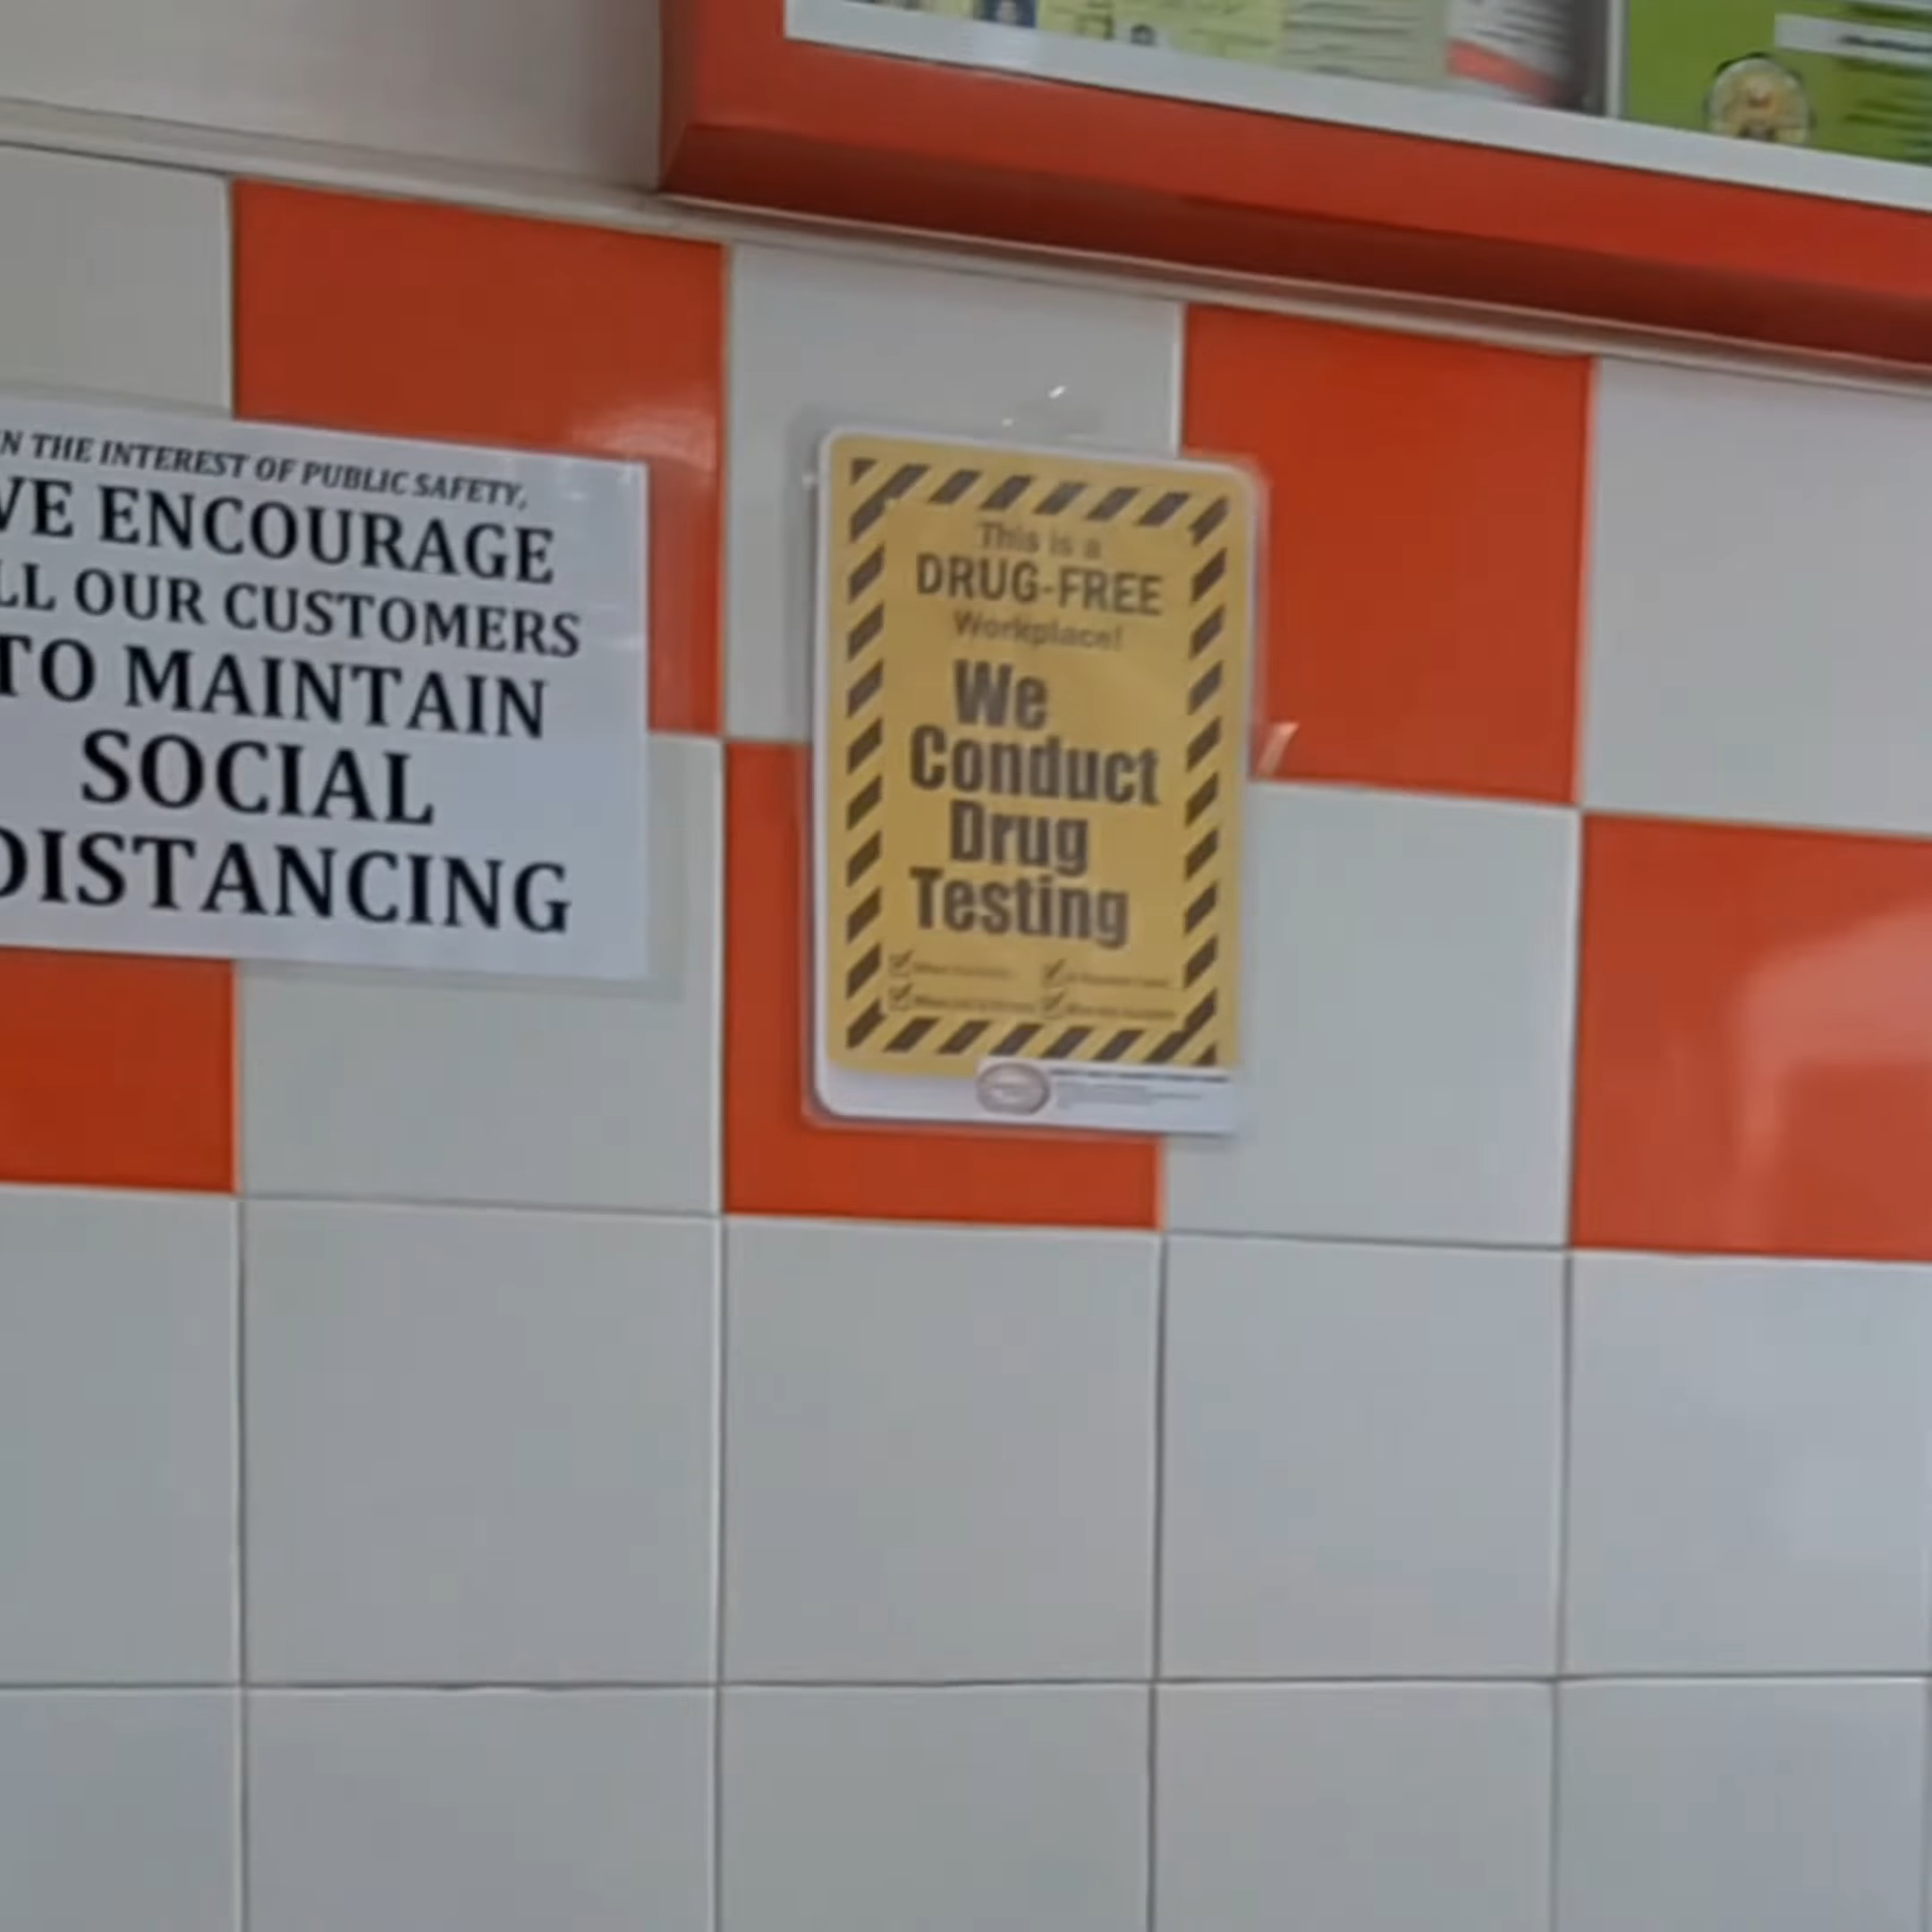 N THE INTEREST OF PUBLIC SAFETY,
WE ENCOURAGE
LL OUR CUSTOMERS
TO MAINTAIN
SOCIAL
DISTANCING
This is a
DRUG-FREE
Workplace!
We
Conduct
Drug
Testing